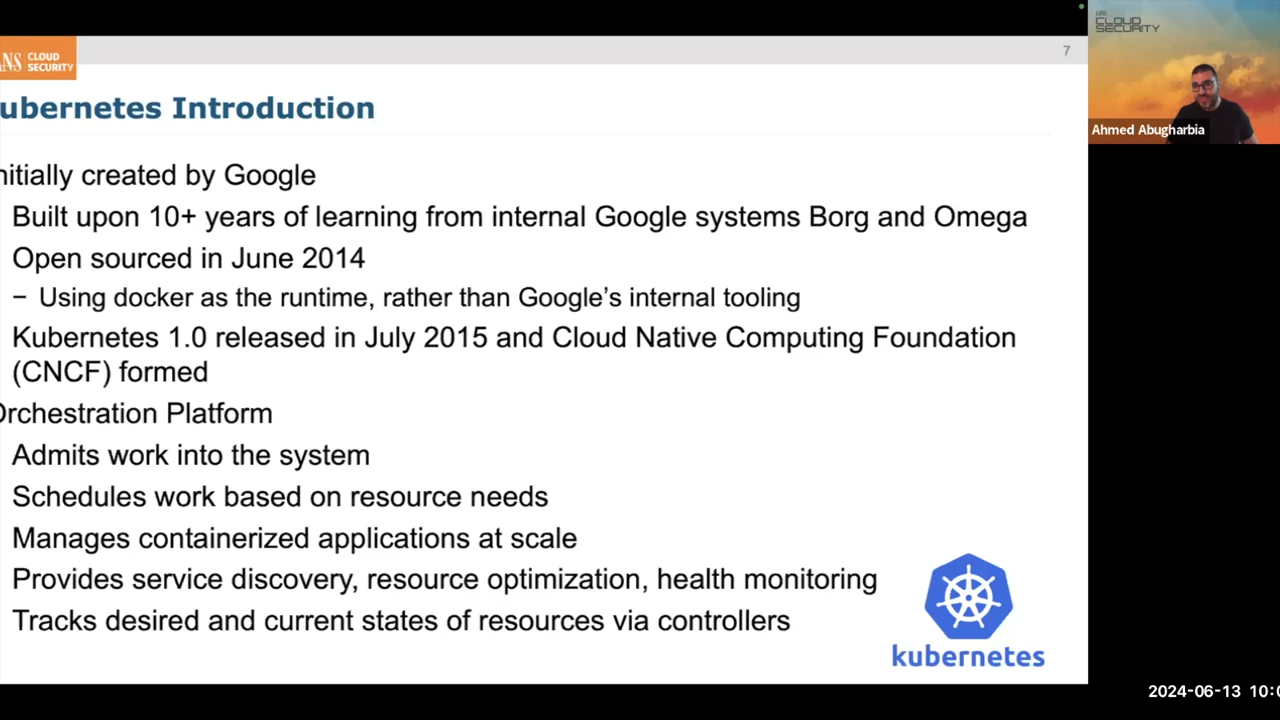 7
NS CLOUD
SECURITY
ubernetes Introduction
nitially created by Google
Built upon 10+ years of learning from internal Google systems Borg and Omega
Open sourced in June 2014
− Using docker as the runtime, rather than Google’s internal tooling
Kubernetes 1.0 released in July 2015 and Cloud Native Computing Foundation
(CNCF) formed
Orchestration Platform
Admits work into the system
Schedules work based on resource needs
Manages containerized applications at scale
Provides service discovery, resource optimization, health monitoring
Tracks desired and current states of resources via controllers
kubernetes
CLOUD
SECURITY
Ahmed Abugharbia
2024-06-13 10:0